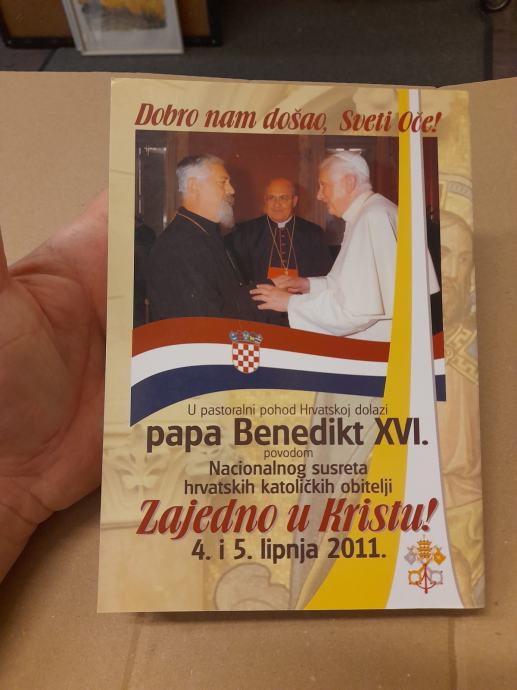 Dobro nam došao, Sveti Oče!
U pastoralni pohod Hrvatskoj dolazi
papa Benedikt XVI.
povodom
Nacionalnog susreta
hrvatskih katoličkih obitelji
Zajedno u Kristu!
4. i 5. lipnja 2011.